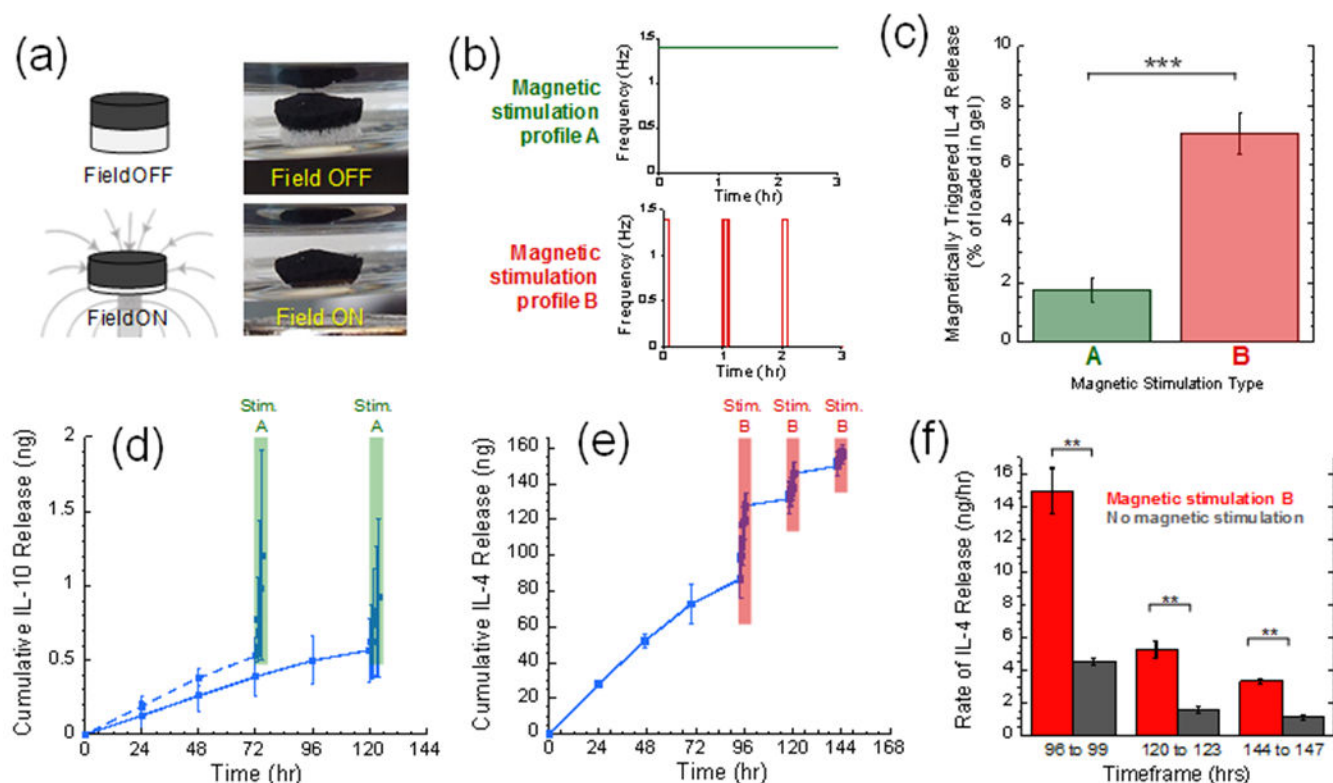 (a)
FieldOFF
Field OFF
FieldON
Field ON
(b)
Magnetic
stimulation
profile A
Frequency (Hz)
1.5
1
0.5
0
0 1 2 3
Time (hr)
Magnetic
stimulation
profile B
Frequency (Hz)
1.5
1
0.5
0
0 1 2 3
Time (hr)
(c)
Magnetically Triggered IL-4 Release
(% of loaded in gel)
10
8
6
4
2
0
***
A B
Magnetic Stimulation Type
(d)
Stim.
A
Stim.
A
Cumulative IL-10 Release (ng)
2
1.5
1
0.5
0
0 24 48 72 96 120 144
Time (hr)
(e)
Stim.
B
Stim.
B
Stim.
B
Cumulative IL-4 Release (ng)
160
140
120
100
80
60
40
20
0
0 24 48 72 96 120 144 168
Time (hr)
(f)
Rate of IL-4 Release (ng/hr)
16
14
12
10
8
6
4
2
0
**
**
**
Magnetic stimulation B
No magnetic stimulation
96 to 99 120 to 123 144 to 147
Timeframe (hrs)